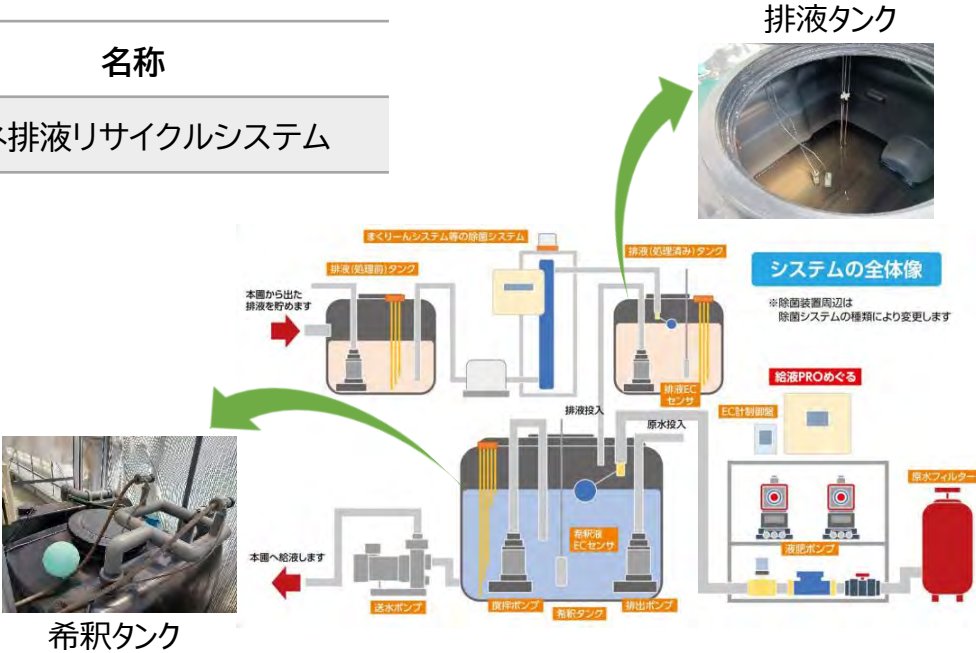 名称
排液リサイクルシステム
排液タンク
まくりーんシステム等の除菌システム
排液(処理前)タンク
排液(処理済み)タンク
システムの全体像
本圃から出た
排液を貯めます
※除菌装置周辺は
除菌システムの種類により変更します
排液EC
センサ
給液PROめぐる
EC計制御盤
排液投入
原水投入
原水フィルター
希釈液
ECセンサ
液肥ポンプ
本圃へ給液します
送水ポンプ
攪拌ポンプ
希釈タンク
排出ポンプ
希釈タンク